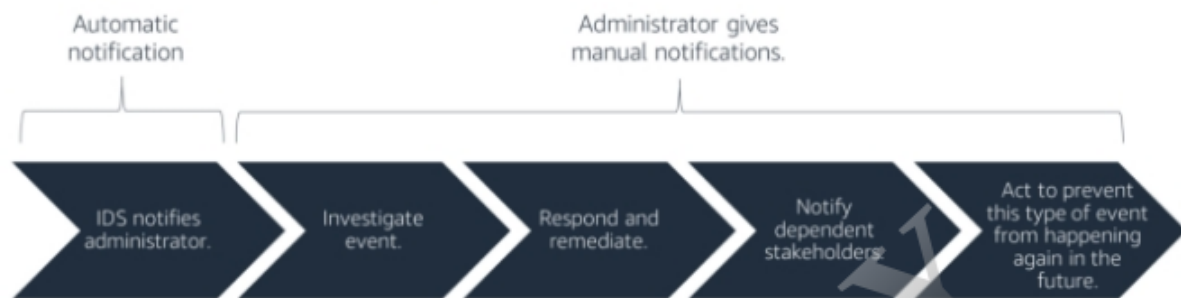 Automatic
notification
Administrator gives
manual notifications.
IDS notifies
administrator.
Investigate
event.
Respond and
remediate.
Notify
dependent
stakeholders.
Act to prevent
this type of event
from happening
again in the
future.